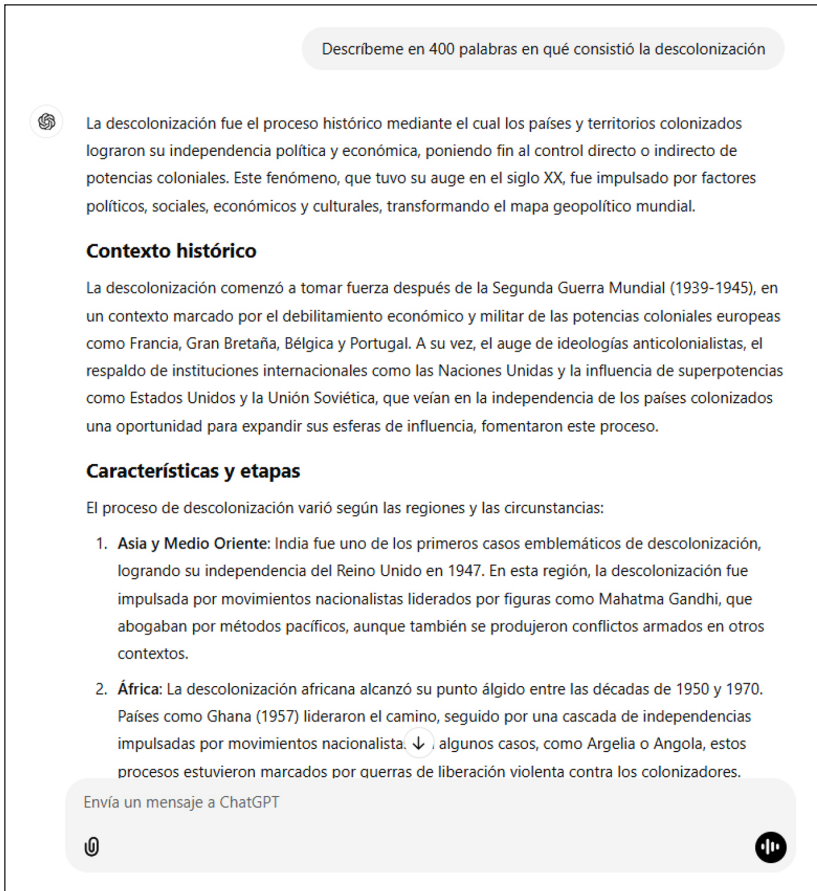 Descríbeme en 400 palabras en qué consistió la descolonización
La descolonización fue el proceso histórico mediante el cual los países y territorios colonizados
lograron su independencia política y económica, poniendo fin al control directo o indirecto de
potencias coloniales. Este fenómeno, que tuvo su auge en el siglo XX, fue impulsado por factores
políticos, sociales, económicos y culturales, transformando el mapa geopolítico mundial.
Contexto histórico
La descolonización comenzó a tomar fuerza después de la Segunda Guerra Mundial (1939-1945), en
un contexto marcado por el debilitamiento económico y militar de las potencias coloniales europeas
como Francia, Gran Bretaña, Bélgica y Portugal. A su vez, el auge de ideologías anticolonialistas, el
respaldo de instituciones internacionales como las Naciones Unidas y la influencia de superpotencias
como Estados Unidos y la Unión Soviética, que veían en la independencia de los países colonizados
una oportunidad para expandir sus esferas de influencia, fomentaron este proceso.
Características y etapas
El proceso de descolonización varió según las regiones y las circunstancias:
1. Asia y Medio Oriente: India fue uno de los primeros casos emblemáticos de descolonización,
logrando su independencia del Reino Unido en 1947. En esta región, la descolonización fue
impulsada por movimientos nacionalistas liderados por figuras como Mahatma Gandhi, que
abogaban por métodos pacíficos, aunque también se produjeron conflictos armados en otros
contextos.
2. África: La descolonización africana alcanzó su punto álgido entre las décadas de 1950 y 1970.
Países como Ghana (1957) lideraron el camino, seguido por una cascada de independencias
impulsadas por movimientos nacionalistas. algunos casos, como Argelia o Angola, estos
procesos estuvieron marcados por guerras de liberación violenta contra los colonizadores.
Envía un mensaje a ChatGPT